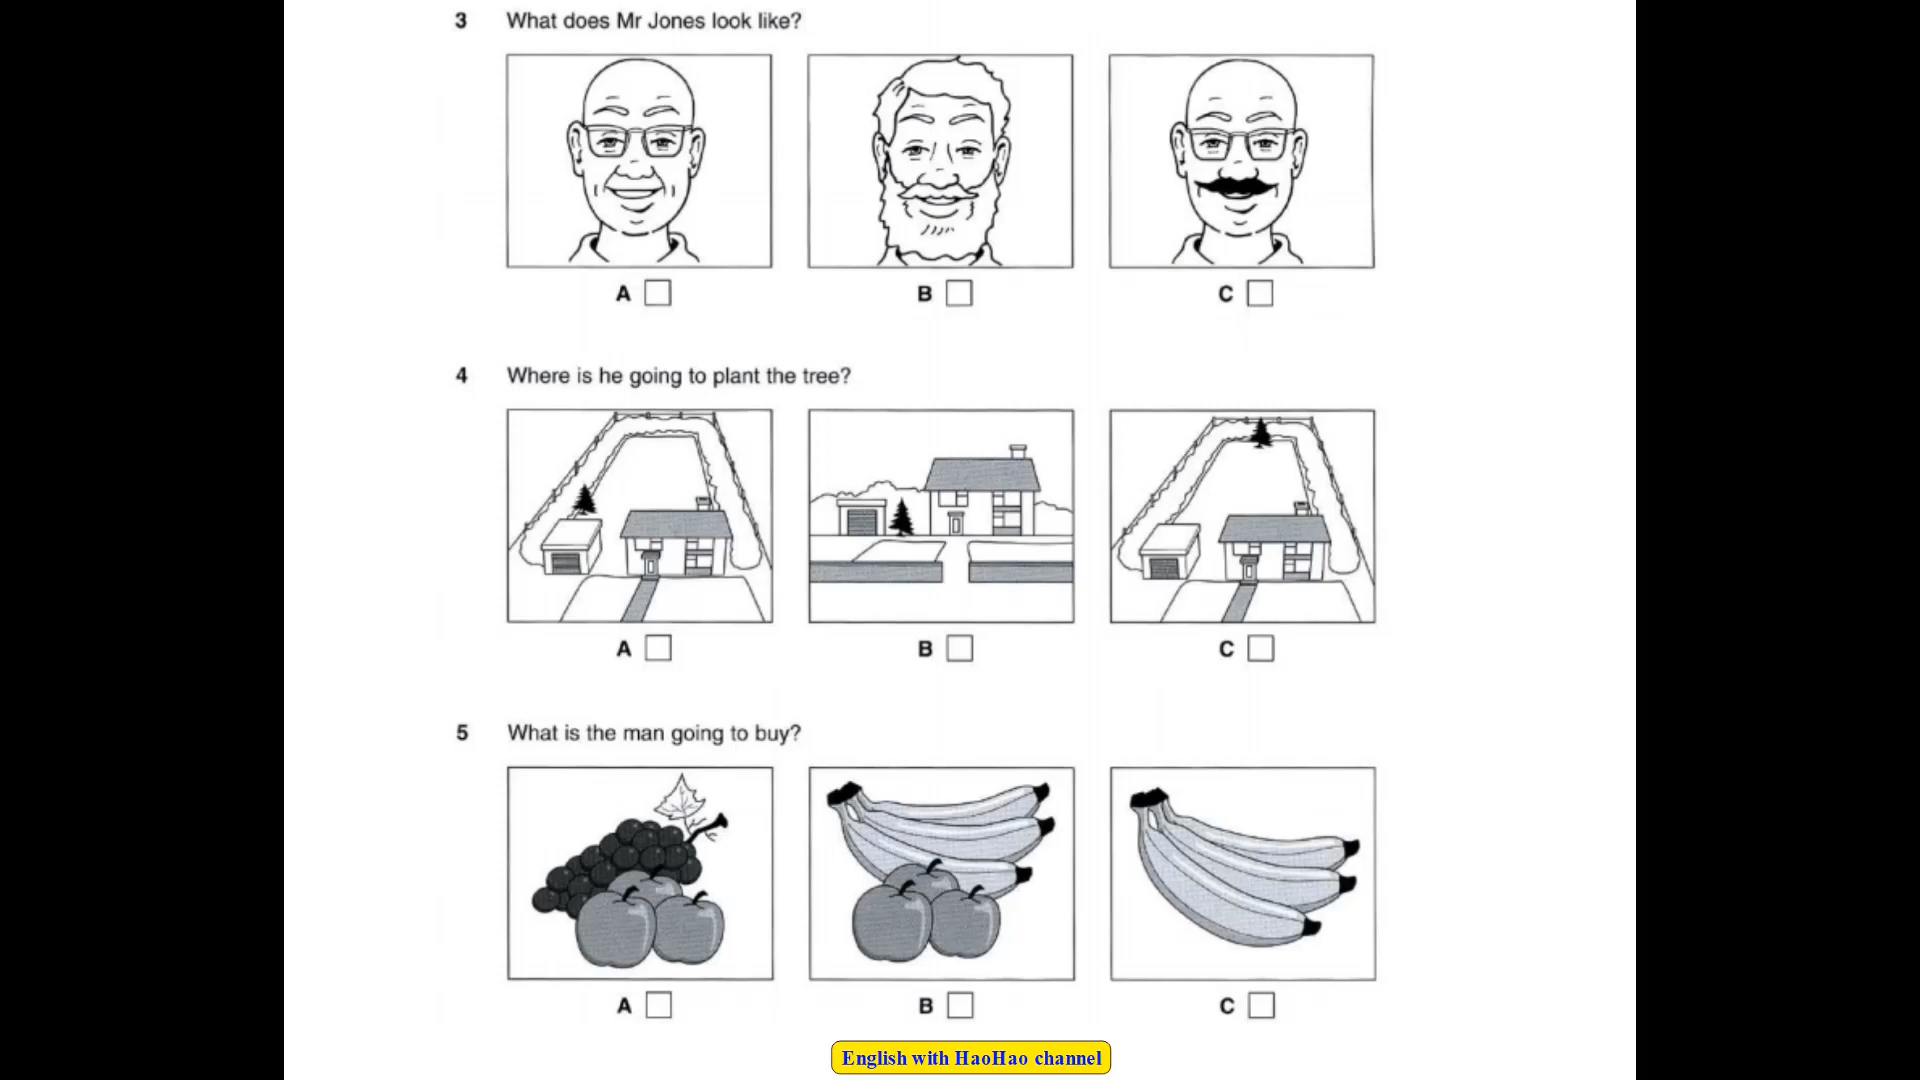 3 What does Mr Jones look like?
A B C
4 Where is he going to plant the tree?
A B C
5 What is the man going to buy?
A B C
English with HaoHao channel